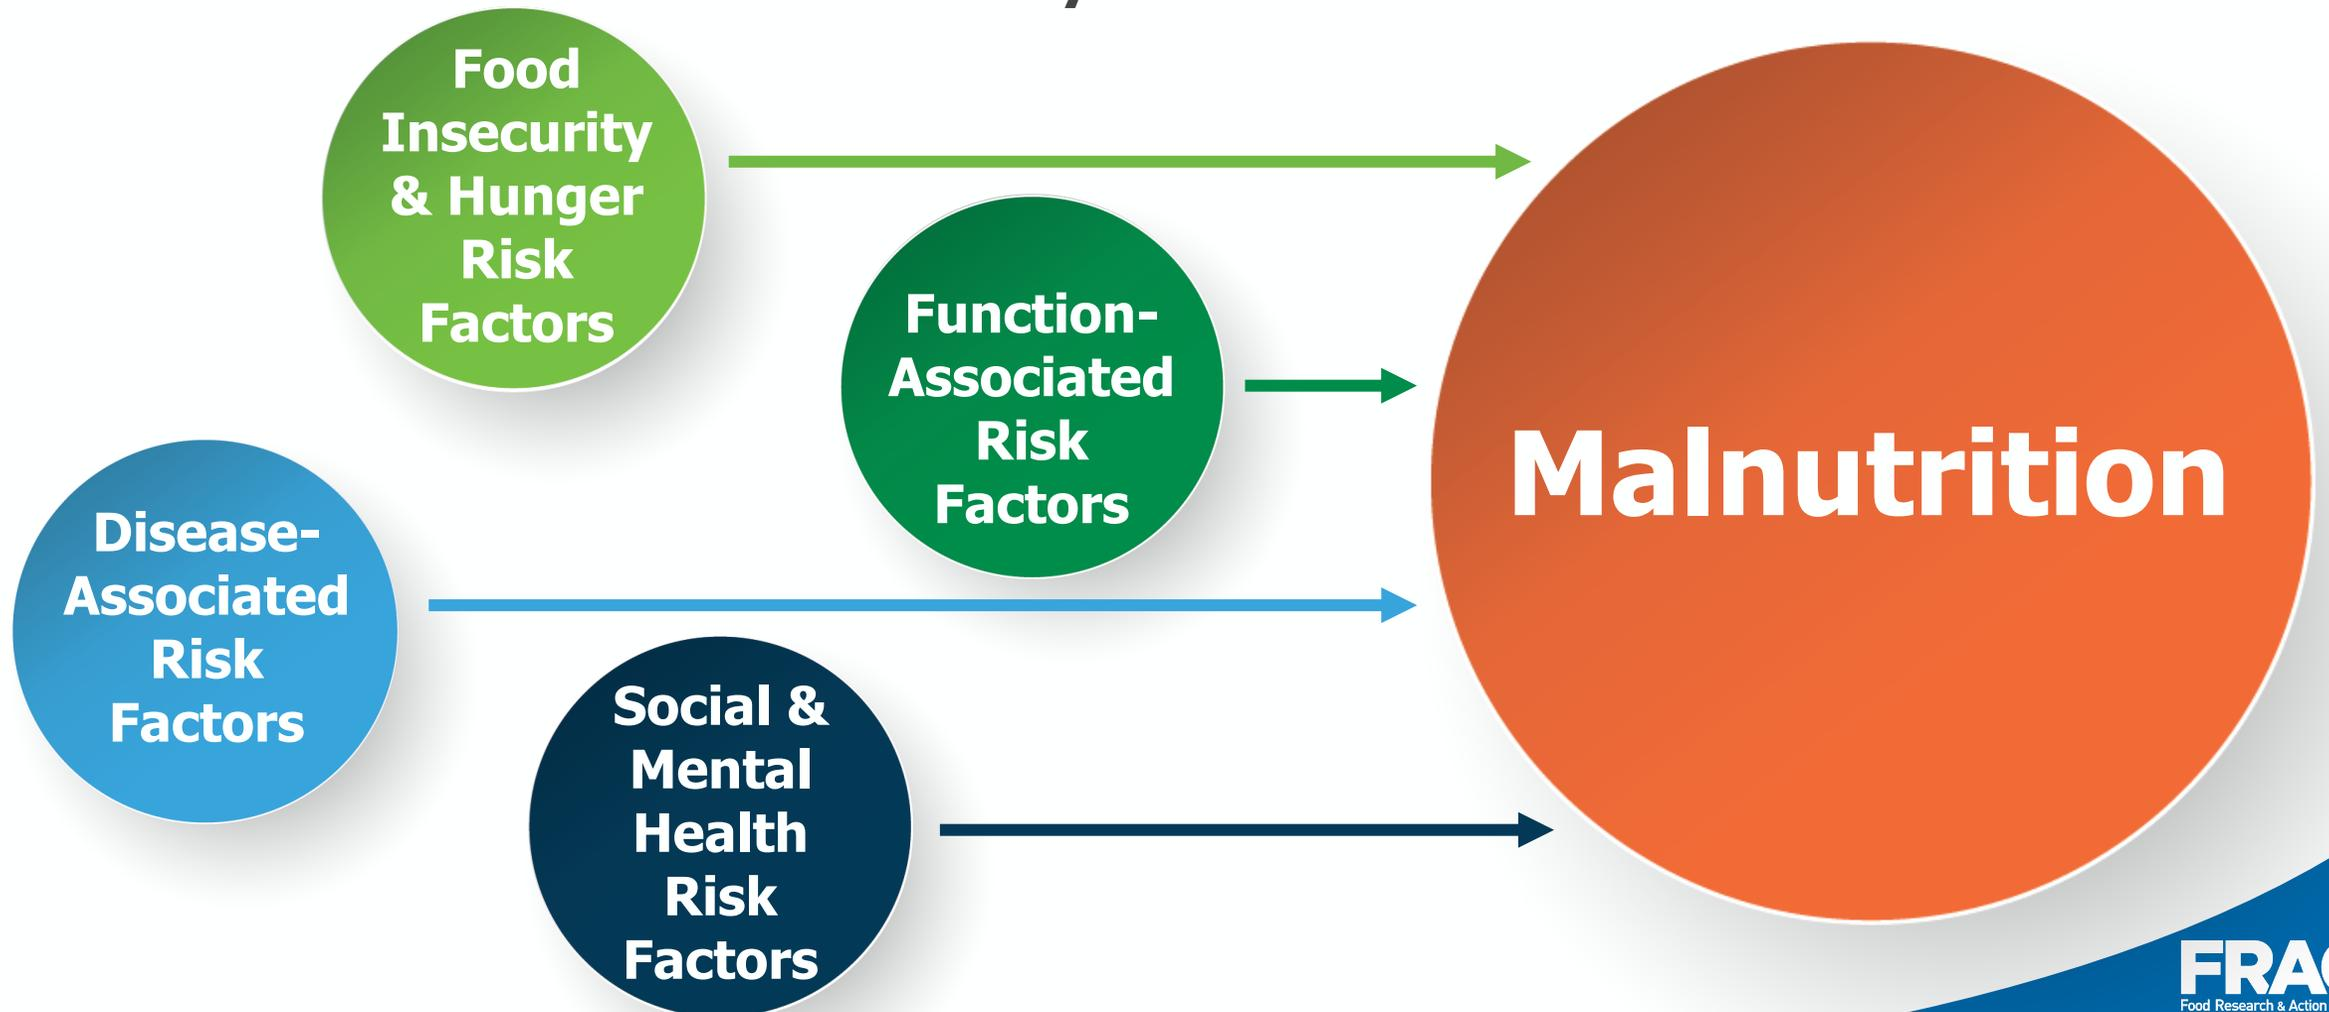 Food
Insecurity
& Hunger
Risk
Factors
Function-
Associated
Risk
Factors
Malnutrition
Disease-
Associated
Risk
Factors
Social &
Mental
Health
Risk
Factors
FRA
Food Research & Action